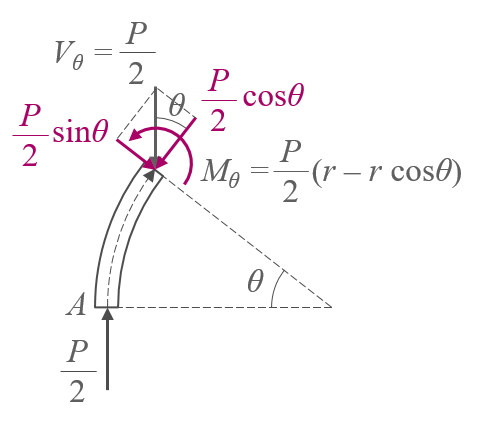 V_θ = P/2
θ
P/2 cosθ
P/2 sinθ
M_θ = P/2 (r – r cosθ)
θ
A
P/2